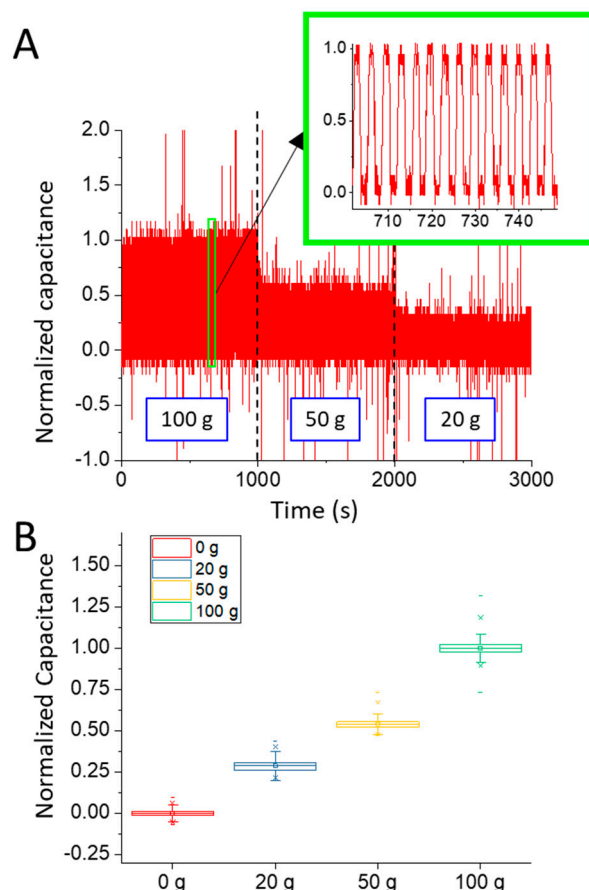 A
1.0
0.5
0.0
710 720 730 740
Normalized capacitance
2.0
1.5
1.0
0.5
0.0
-0.5
-1.0
100 g
50 g
20 g
0 1000 2000 3000
Time (s)
B
Normalized Capacitance
1.50
1.25
1.00
0.75
0.50
0.25
0.00
-0.25
0 g
20 g
50 g
100 g
0 g 20 g 50 g 100 g